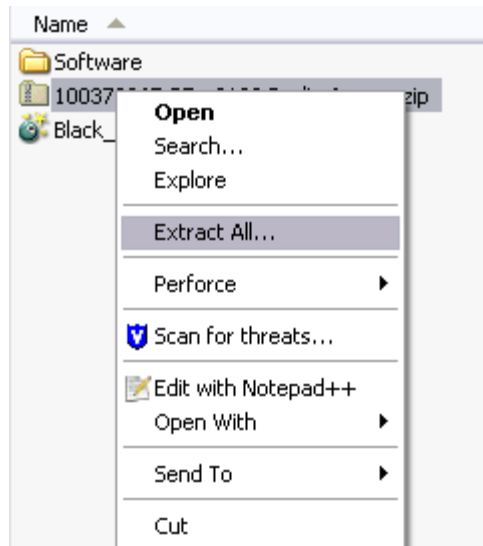 Name
Software
zip
Black_
Open
Search...
Explore
Extract All...
Perforce
Scan for threats...
Edit with Notepad++
Open With
Send To
Cut